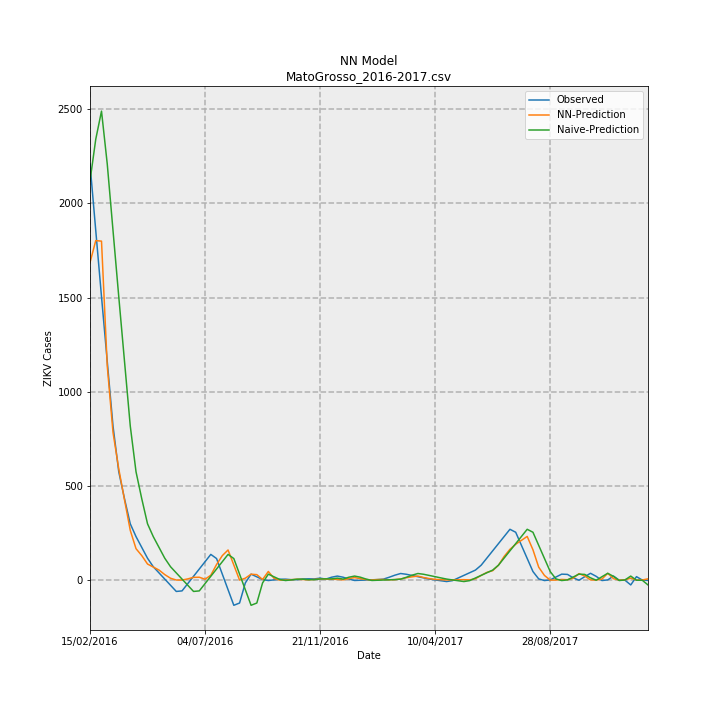 NN Model
MatoGrosso_2016-2017.csv
Observed
NN-Prediction
Naive-Prediction
2500
2000
1500
1000
500
0
ZIKV Cases
15/02/2016
04/07/2016
21/11/2016
10/04/2017
28/08/2017
Date